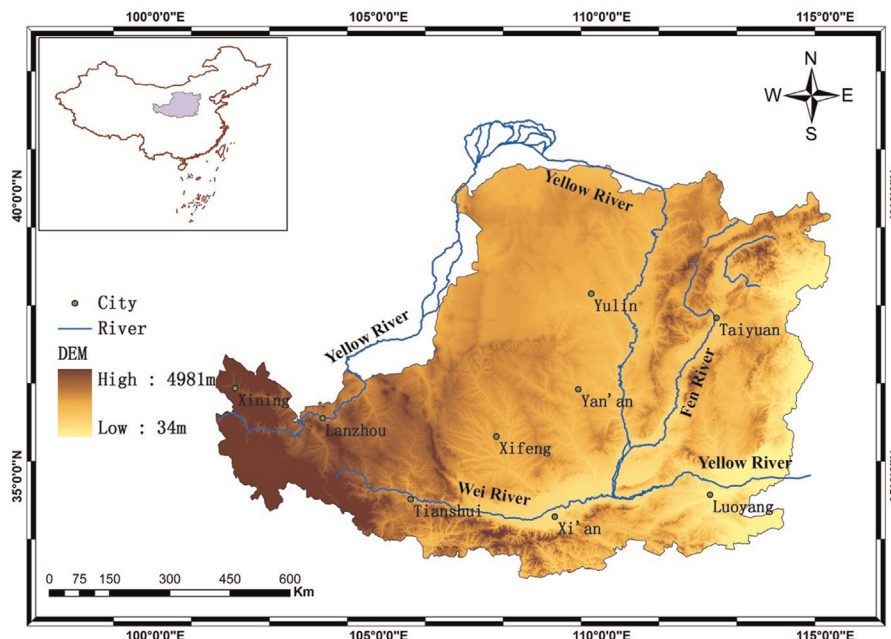 100°0'0"E 105°0'0"E 110°0'0"E 115°0'0"E
N
W E
S
40°0'0"N
Yellow River
City
River
DEM
High : 4981m
Low : 34m
Yellow River
Yulin
Taiyuan
Fen River
Xining
Lanzhou
Yan'an
Xifeng
35°0'0"N
Yellow River
Wei River
Tianshui
Xi'an
Luoyang
0 75 150 300 450 600
Km
100°0'0"E 105°0'0"E 110°0'0"E 115°0'0"E